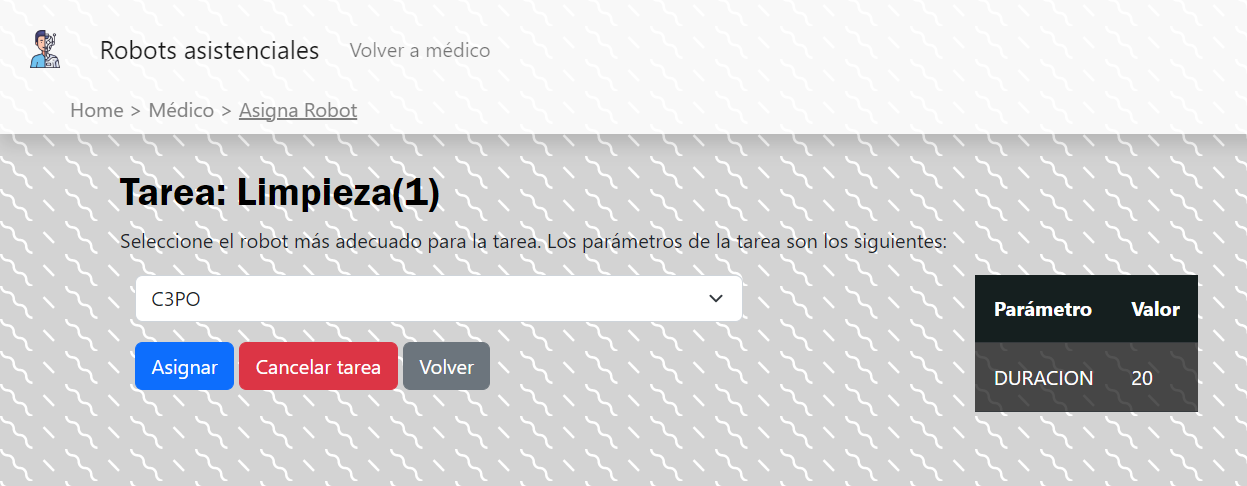 Robots asistenciales Volver a médico
Home > Médico > Asigna Robot
Tarea: Limpieza(1)
Seleccione el robot más adecuado para la tarea. Los parámetros de la tarea son los siguientes:
C3PO
Asignar Cancelar tarea Volver
Parámetro Valor
DURACION 20